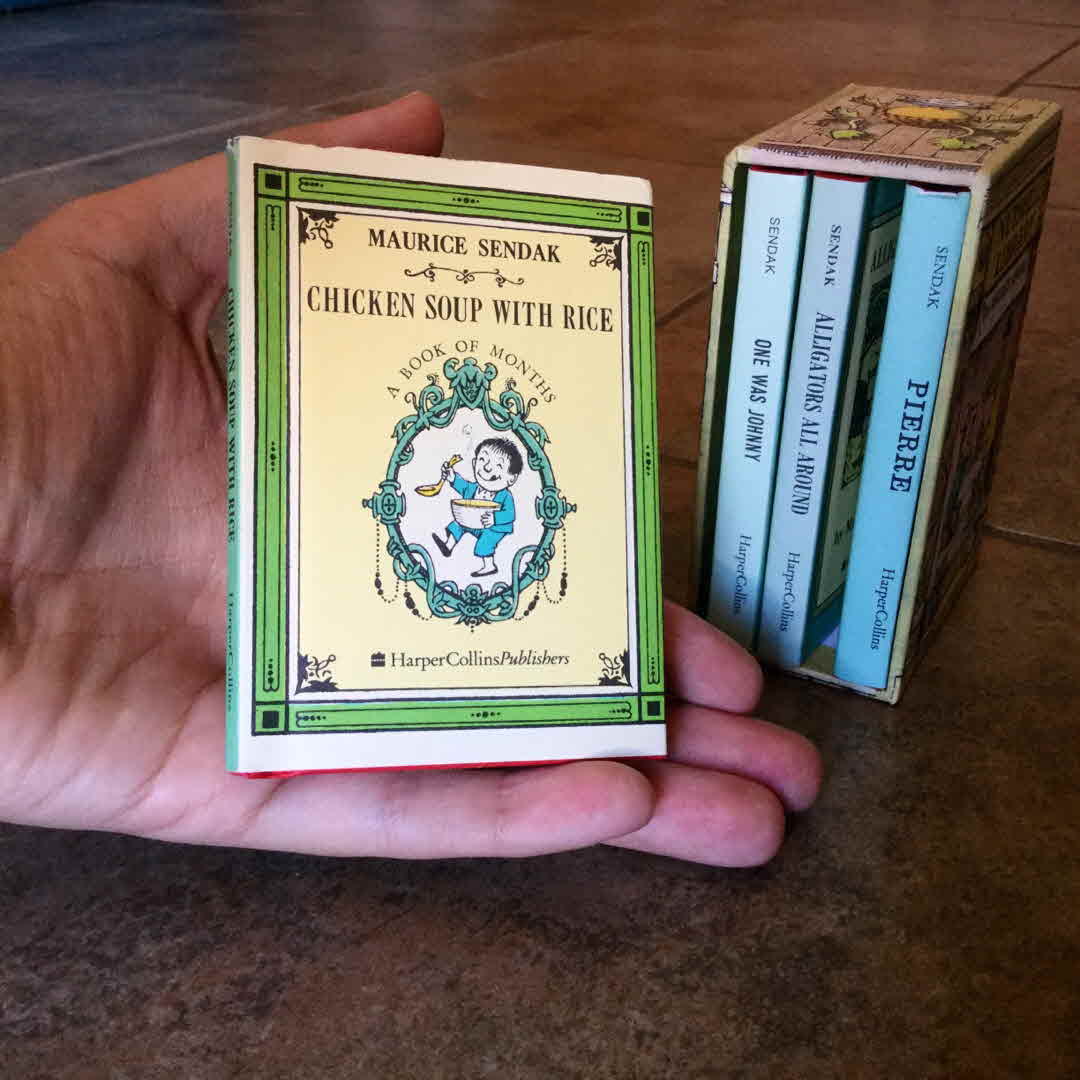 MAURICE SENDAK
CHICKEN SOUP WITH RICE
A BOOK OF MONTHS
HarperCollinsPublishers
CHICKEN SOUP WITH RICE
HarperCollins
SENDAK
ONE WAS JOHNNY
HarperCollins
SENDAK
ALLIGATORS ALL AROUND
HarperCollins
SENDAK
PIERRE
HarperCollins